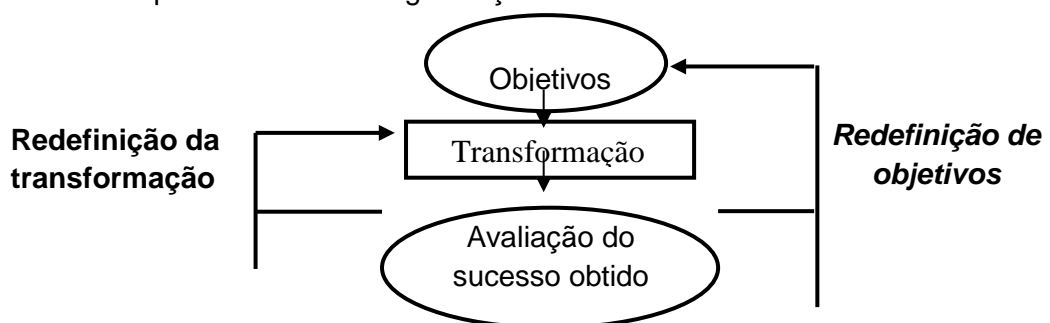 Objetivos
Redefinição da
transformação
Transformação
Redefinição de
objetivos
Avaliação do
sucesso obtido